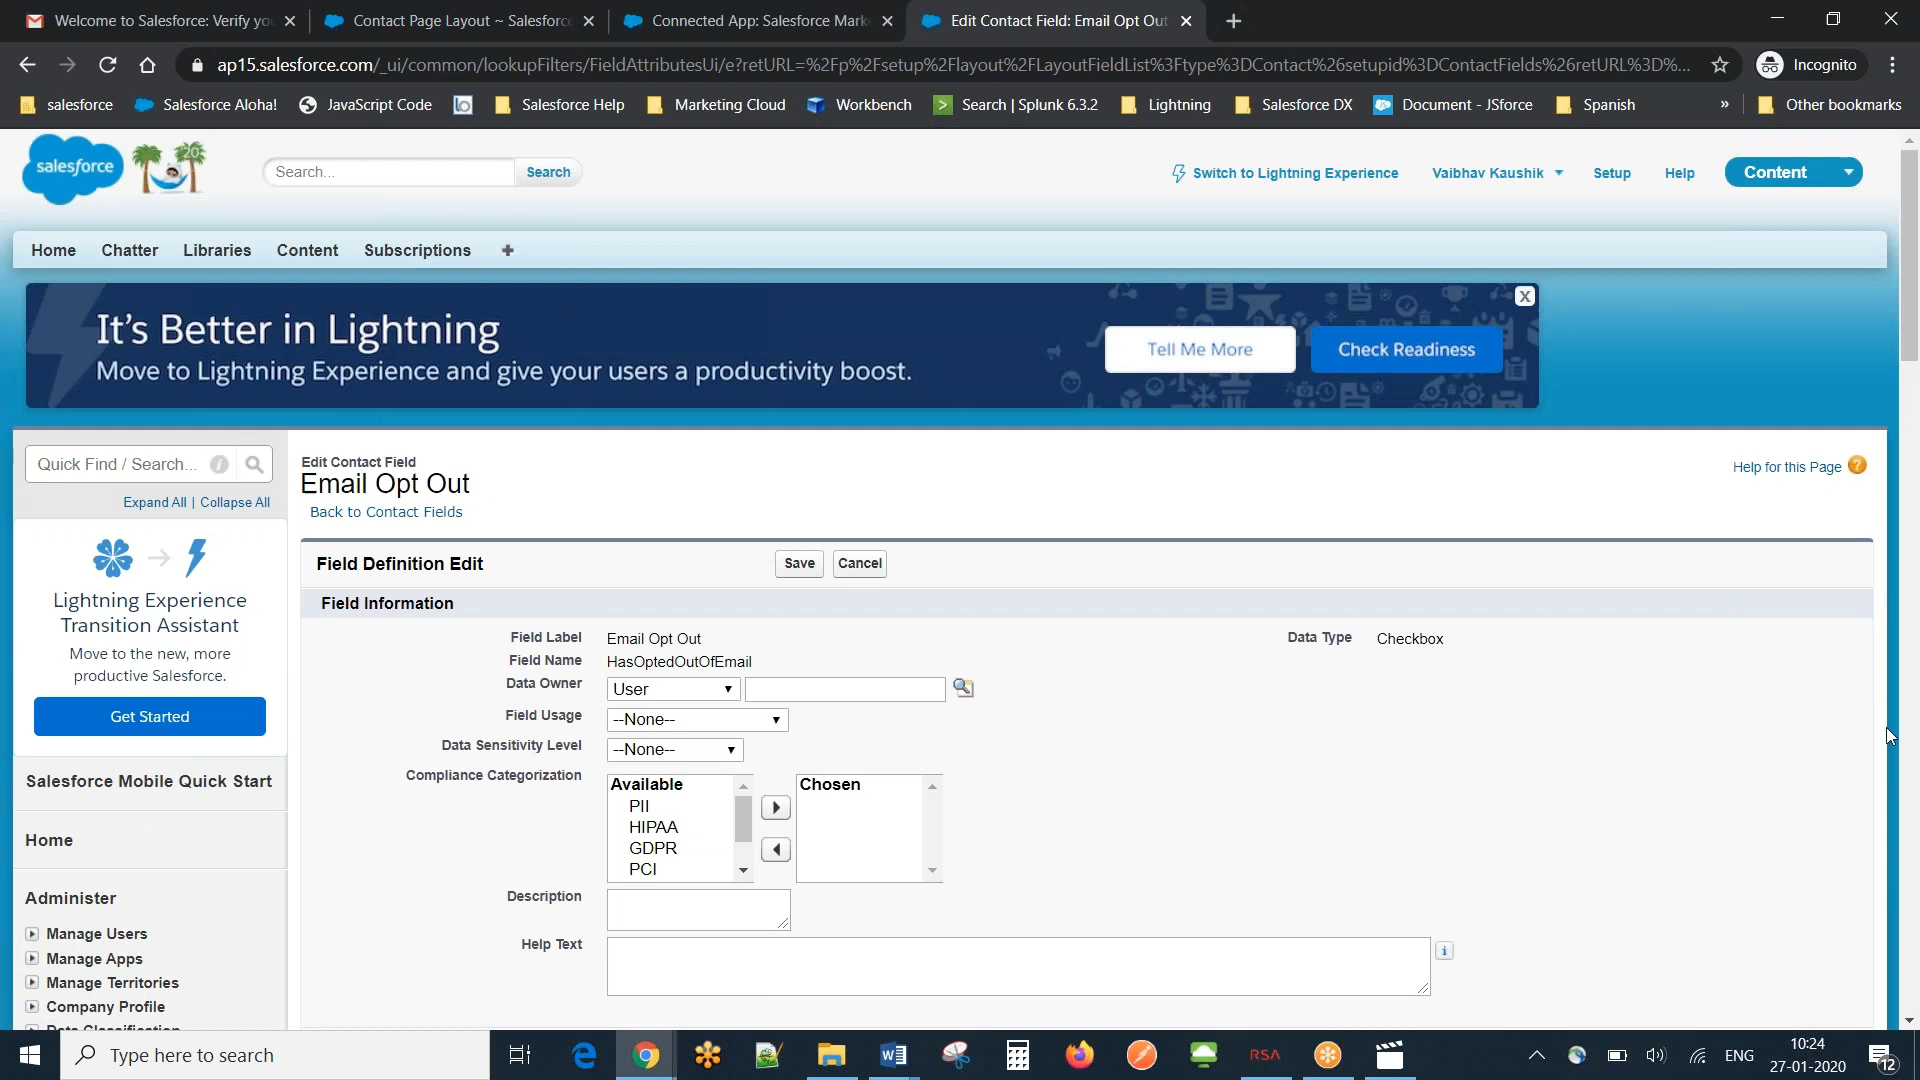 Welcome to Salesforce: Verify yo
Contact Page Layout ~ Salesforce
Connected App: Salesforce Mark
Edit Contact Field: Email Opt Out
ap15.salesforce.com/_ui/common/lookupFilters/FieldAttributesUi/e?retURL=%2Fp%2Fsetup%2Flayout%2FLayoutFieldList%3Ftype%3DContact%26setupid%3DContactFields%26retURL%3D%...
Incognito
salesforce
Salesforce Aloha!
JavaScript Code
Salesforce Help
Marketing Cloud
Workbench
Search | Splunk 6.3.2
Lightning
Salesforce DX
Document - JSforce
Spanish
»
Other bookmarks
salesforce
20
Search...
Search
Switch to Lightning Experience
Vaibhav Kaushik
Setup
Help
Content
Home
Chatter
Libraries
Content
Subscriptions
+
It's Better in Lightning
Move to Lightning Experience and give your users a productivity boost.
Tell Me More
Check Readiness
X
Quick Find / Search...
Expand All | Collapse All
Lightning Experience
Transition Assistant
Move to the new, more
productive Salesforce.
Get Started
Salesforce Mobile Quick Start
Home
Administer
Manage Users
Manage Apps
Manage Territories
Company Profile
Data Classification
Edit Contact Field
Email Opt Out
Back to Contact Fields
Help for this Page
Field Definition Edit
Save
Cancel
Field Information
Field Label Email Opt Out
Data Type Checkbox
Field Name HasOptedOutOfEmail
Data Owner User
Field Usage --None--
Data Sensitivity Level --None--
Compliance Categorization
Available
PII
HIPAA
GDPR
PCI
Chosen
Description
Help Text
Type here to search
RSA
ENG
10:24
27-01-2020
12